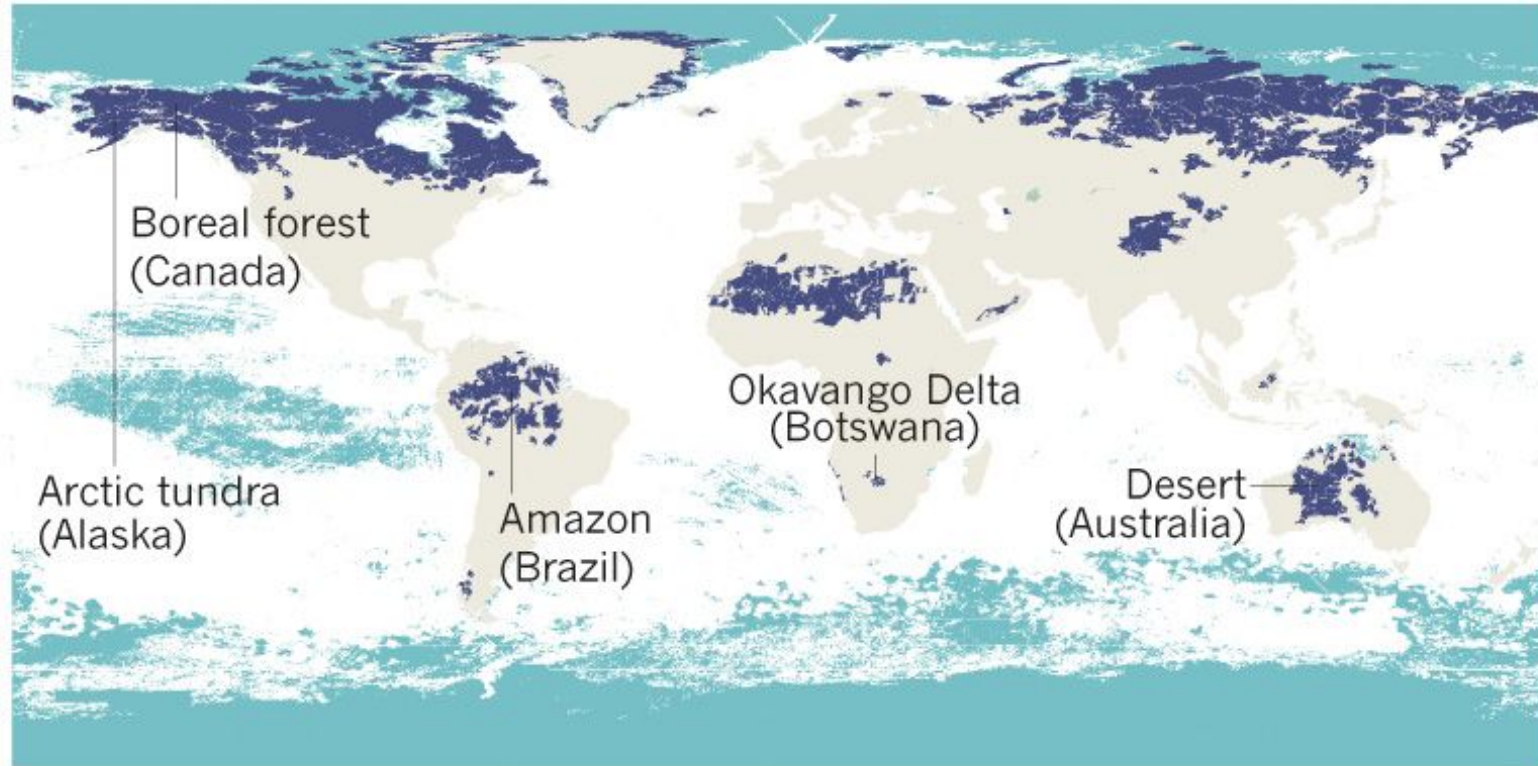 Boreal forest
(Canada)
Okavango Delta
(Botswana)
Arctic tundra
(Alaska)
Amazon
(Brazil)
Desert
(Australia)